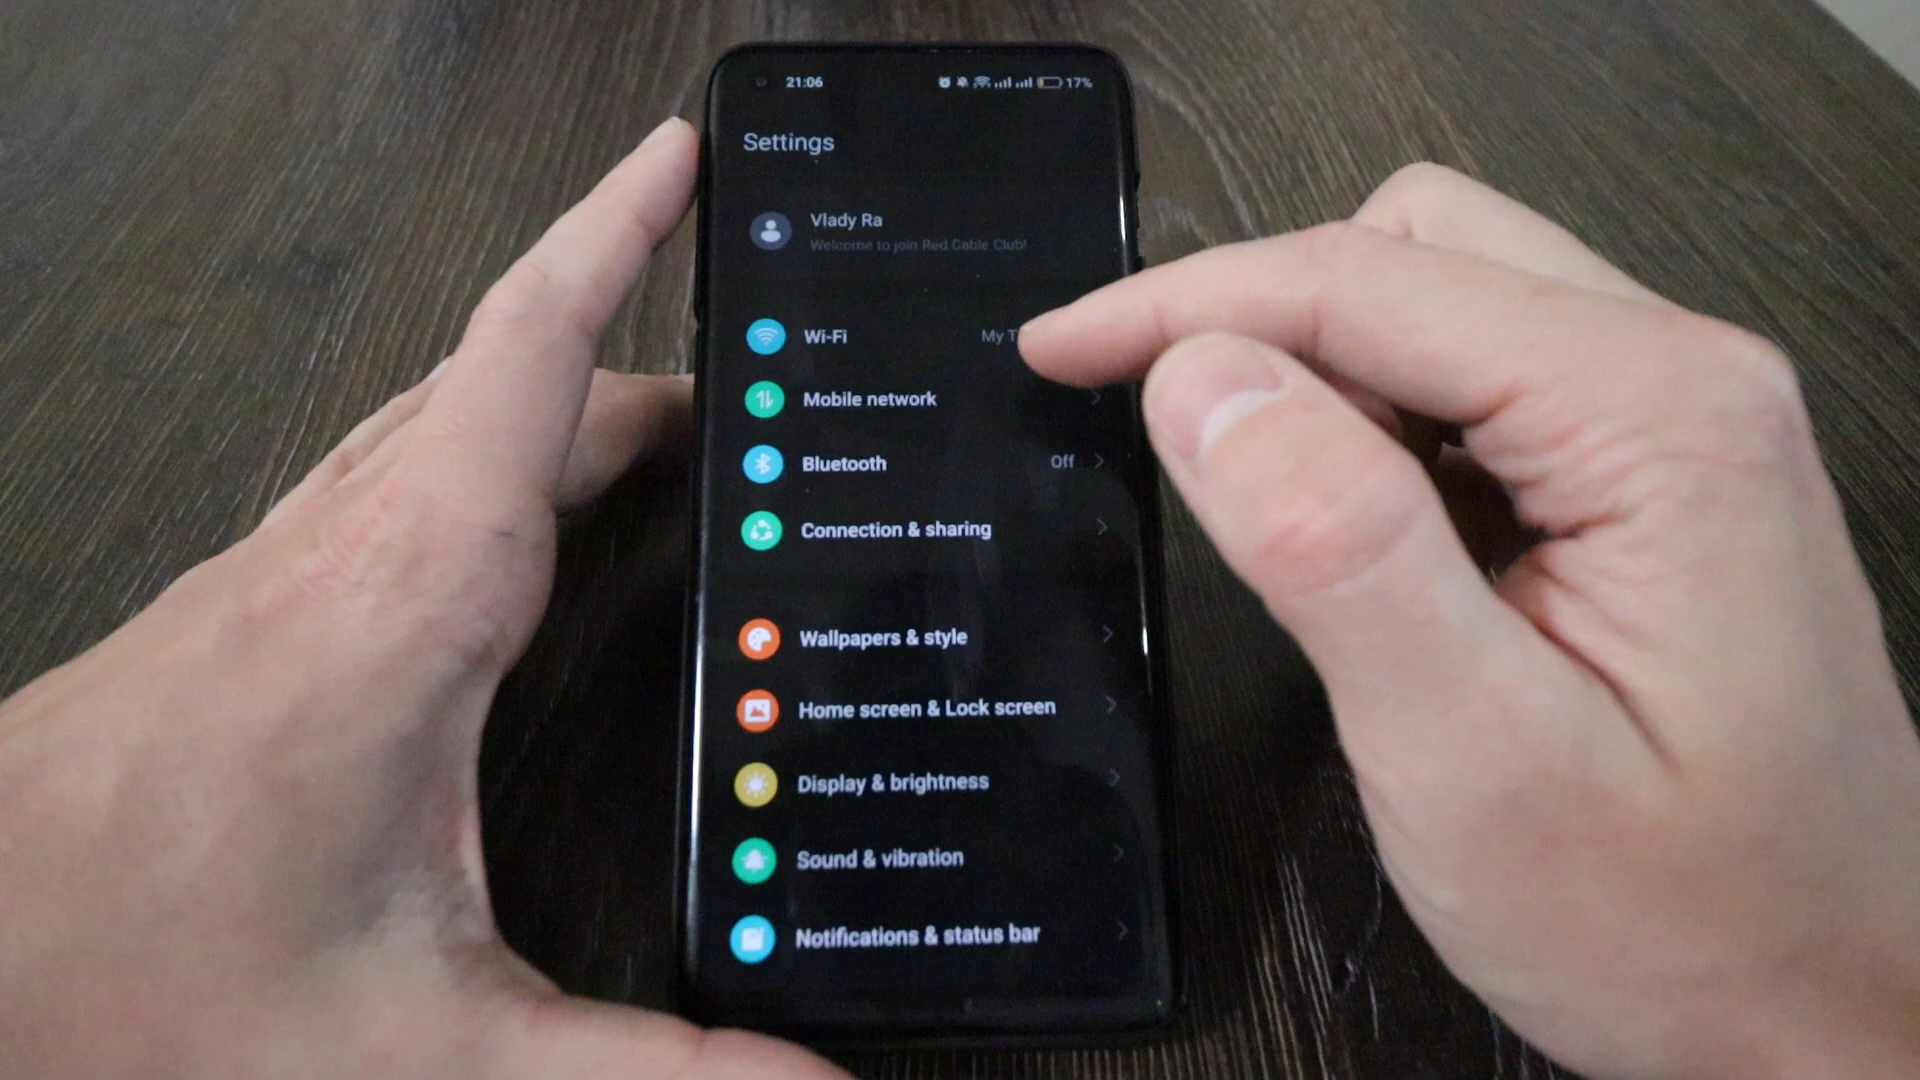 21:06 17%
Settings
Vlady Ra
Welcome to join Red Cable Club!
Wi-Fi My
Mobile network
Bluetooth Off
Connection & sharing
Wallpapers & style
Home screen & Lock screen
Display & brightness
Sound & vibration
Notifications & status bar